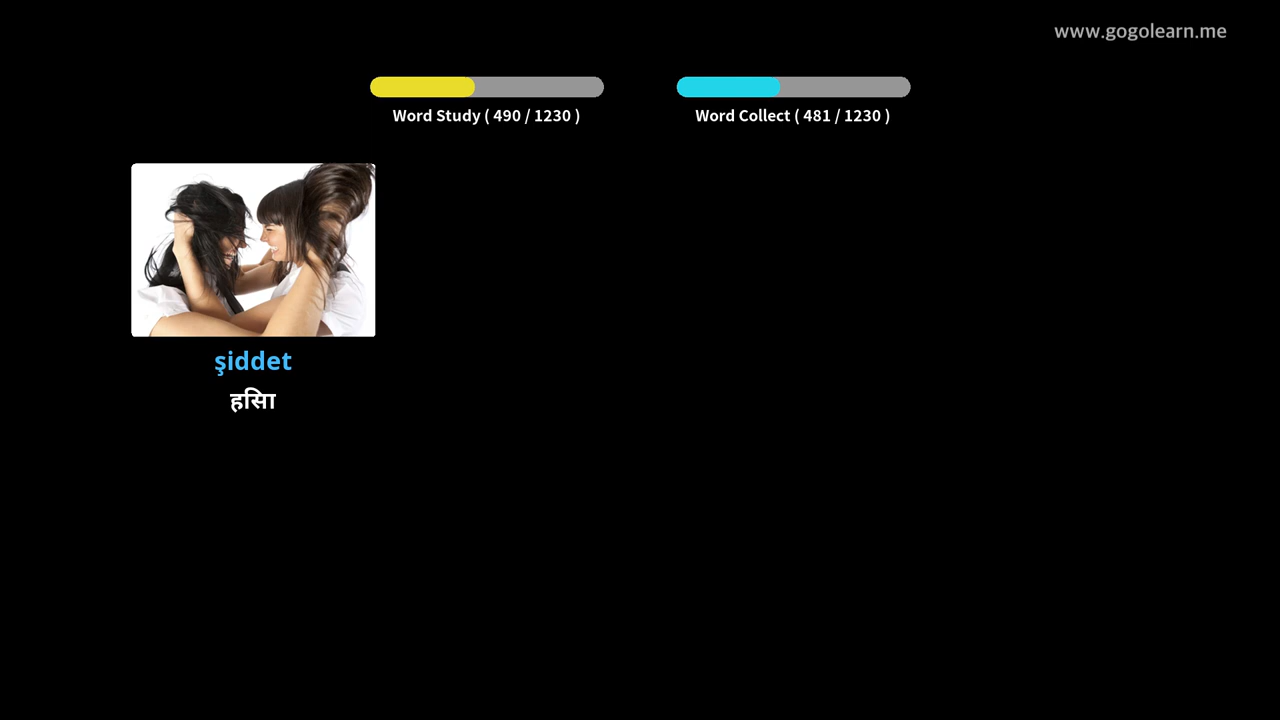 www.gogolearn.me
Word Study ( 490 / 1230 )
Word Collect ( 481 / 1230 )
şiddet
हिंसा